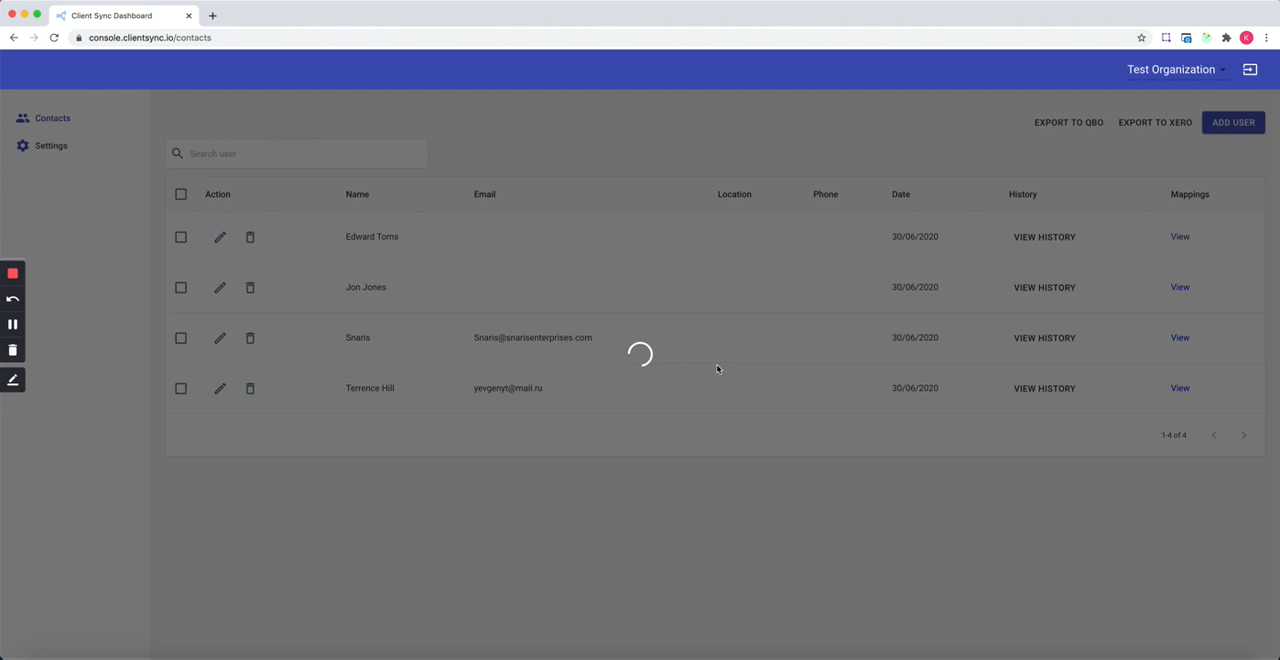 Client Sync Dashboard
console.clientsync.io/contacts
K
Test Organization
Contacts
Settings
EXPORT TO QBO EXPORT TO XERO ADD USER
Search user
Action Name Email Location Phone Date History Mappings
Edward Toms 30/06/2020 VIEW HISTORY View
Jon Jones 30/06/2020 VIEW HISTORY View
Snaris Snaris@snarisenterprises.com 30/06/2020 VIEW HISTORY View
Terrence Hill yevgenyt@mail.ru 30/06/2020 VIEW HISTORY View
1-4 of 4